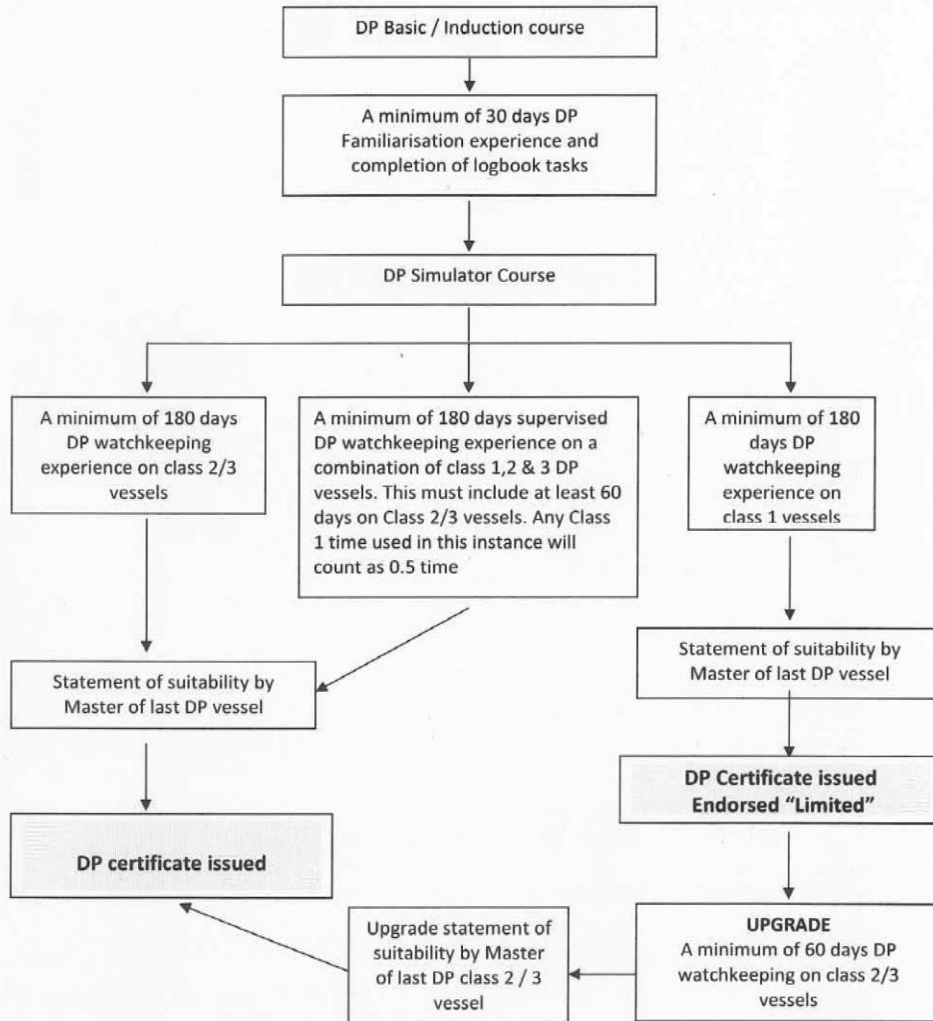 DP Basic / Induction course
A minimum of 30 days DP
Familiarisation experience and
completion of logbook tasks
DP Simulator Course
A minimum of 180 days
DP watchkeeping
experience on class 2/3
vessels
A minimum of 180 days supervised
DP watchkeeping experience on a
combination of class 1,2 & 3 DP
vessels. This must include at least 60
days on Class 2/3 vessels. Any Class
1 time used in this instance will
count as 0.5 time
A minimum of 180
days DP
watchkeeping
experience on
class 1 vessels
Statement of suitability by
Master of last DP vessel
Statement of suitability by
Master of last DP vessel
DP Certificate issued
Endorsed “Limited”
DP certificate issued
Upgrade statement of
suitability by Master
of last DP class 2 / 3
vessel
UPGRADE
A minimum of 60 days DP
watchkeeping on class 2/3
vessels